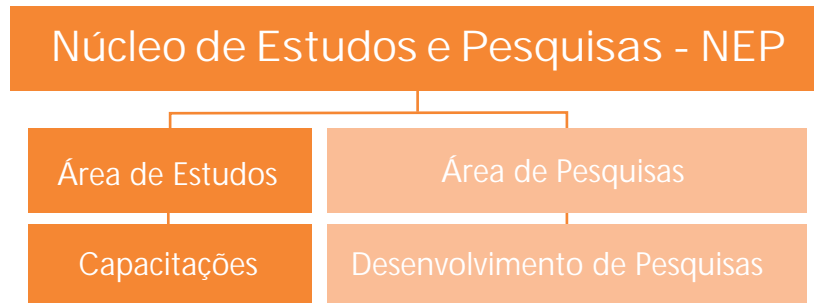 Núcleo de Estudos e Pesquisas - NEP
Área de Estudos
Área de Pesquisas
Capacitações
Desenvolvimento de Pesquisas